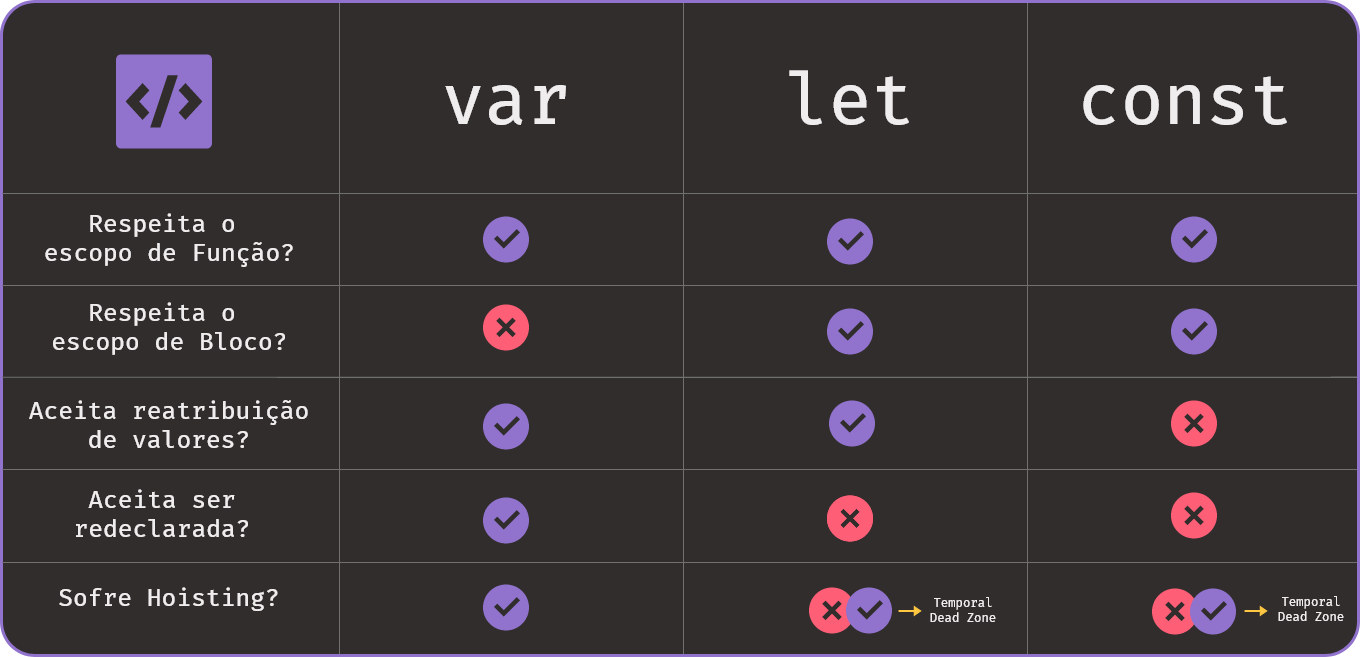 </>
var
let
const
Respeita o
escopo de Função?
Respeita o
escopo de Bloco?
Aceita reatribuição
de valores?
Aceita ser
redeclarada?
Sofre Hoisting?
Temporal
Dead Zone
Temporal
Dead Zone